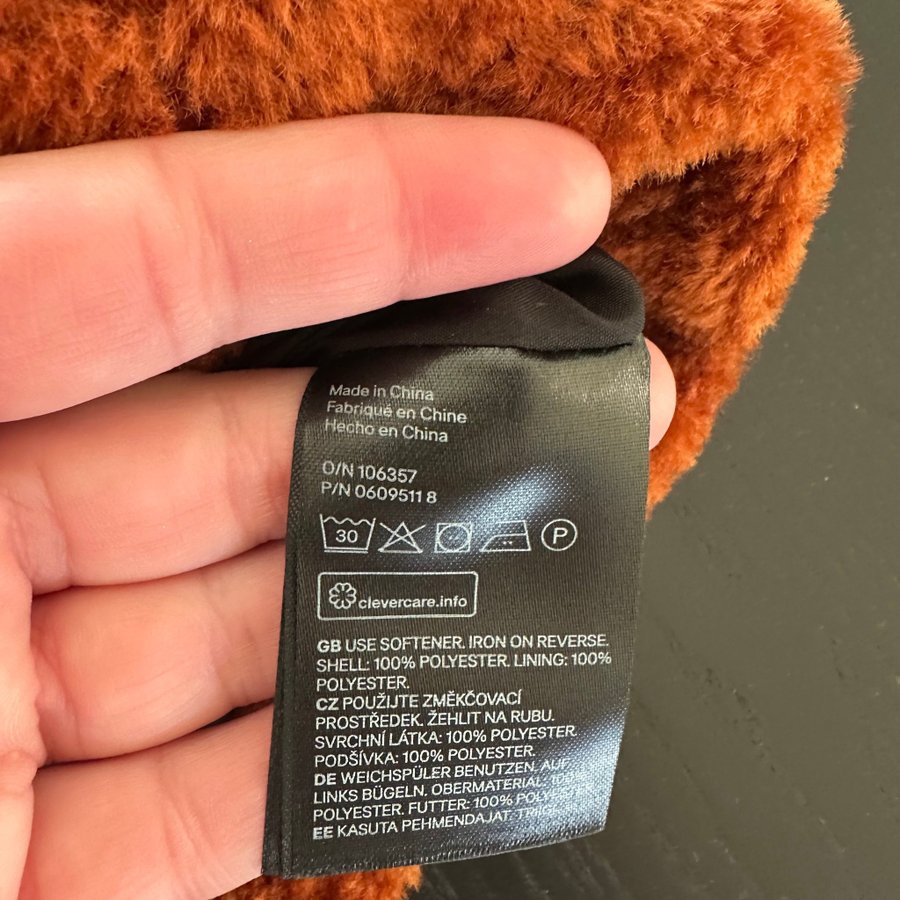 Made in China
Fabriqué en Chine
Hecho en China
O/N 106357
P/N 0609511 8
30 P
clevercare.info
GB USE SOFTENER. IRON ON REVERSE.
SHELL: 100% POLYESTER. LINING: 100%
POLYESTER.
CZ POUŽIJTE ZMĚKČOVACÍ
PROSTŘEDEK. ŽEHLIT NA RUBU.
SVRCHNÍ LÁTKA: 100% POLYESTER.
PODŠÍVKA: 100% POLYESTER.
DE WEICHSPÜLER BENUTZEN. AUF
LINKS BÜGELN. OBERMATERIAL: 100%
POLYESTER. FUTTER: 100% POLYESTER.
EE KASUTA PEHMENDAJAT.